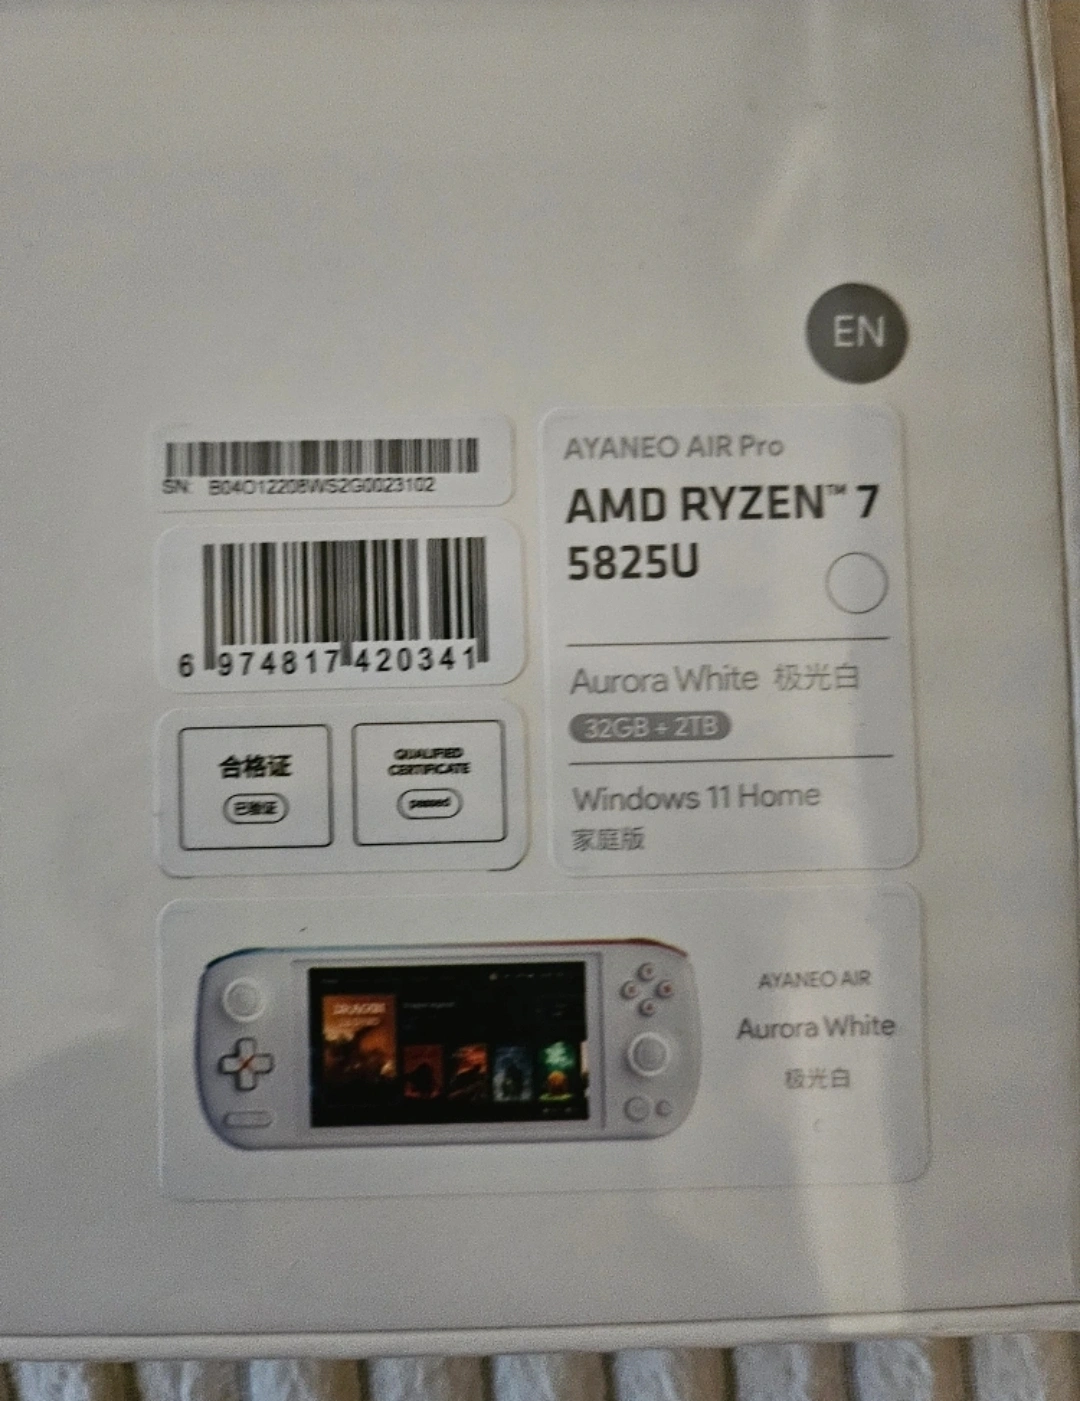 EN
SN: B04O12208WS2G0023102
6 974817 420341
合格证
已验证
QUALIFIED
CERTIFICATE
passed
AYANEO AIR Pro
AMD RYZEN™ 7
5825U
Aurora White 极光白
32GB + 2TB
Windows 11 Home
家庭版
DRAGON
AYANEO AIR
Aurora White
极光白